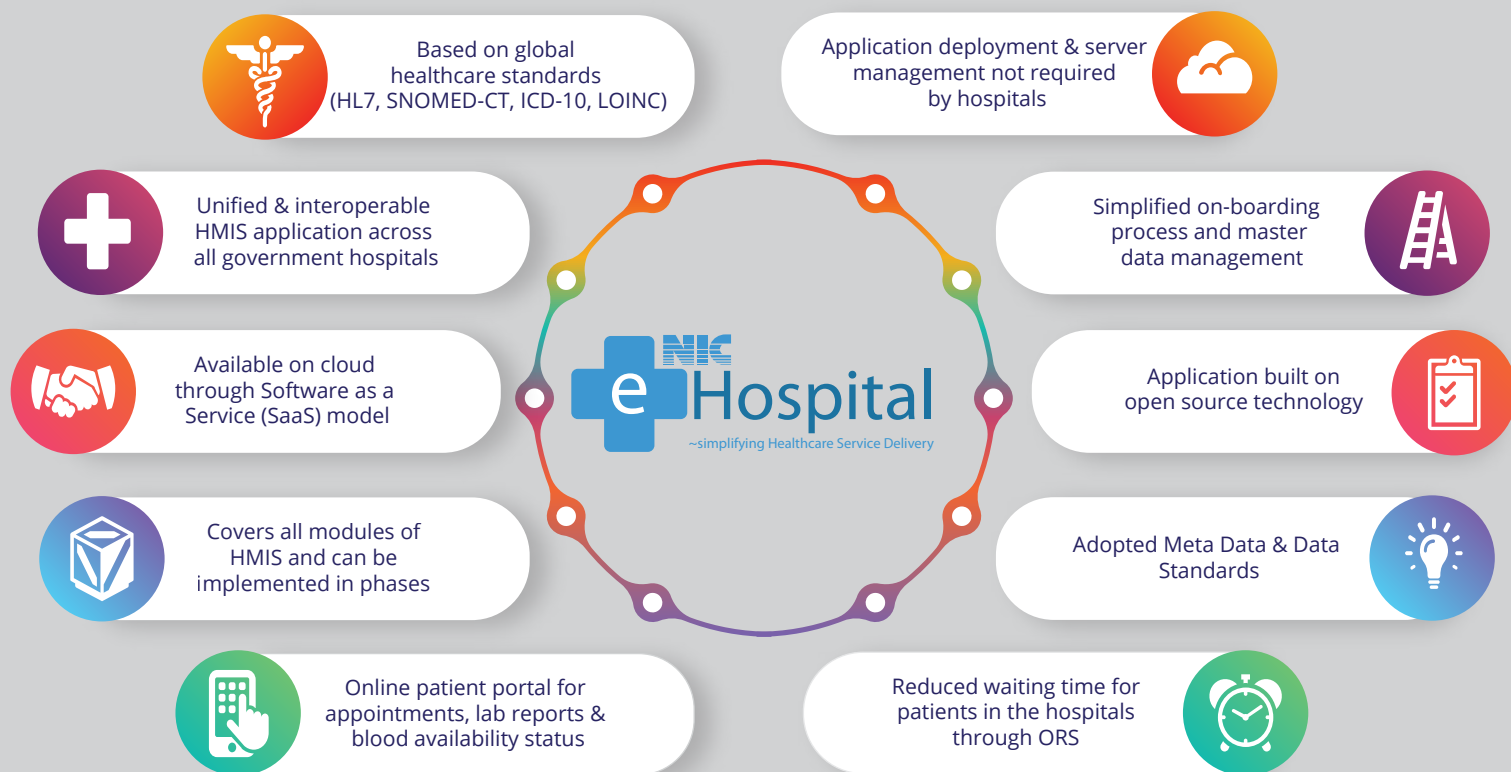 Based on global
healthcare standards
(HL7, SNOMED-CT, ICD-10, LOINC)
Application deployment & server
management not required
by hospitals
Unified & interoperable
HMIS application across
all government hospitals
Simplified on-boarding
process and master
data management
Available on cloud
through Software as a
Service (SaaS) model
NIC
eHospital
~simplifying Healthcare Service Delivery
Application built on
open source technology
Covers all modules of
HMIS and can be
implemented in phases
Adopted Meta Data & Data
Standards
Online patient portal for
appointments, lab reports &
blood availability status
Reduced waiting time for
patients in the hospitals
through ORS